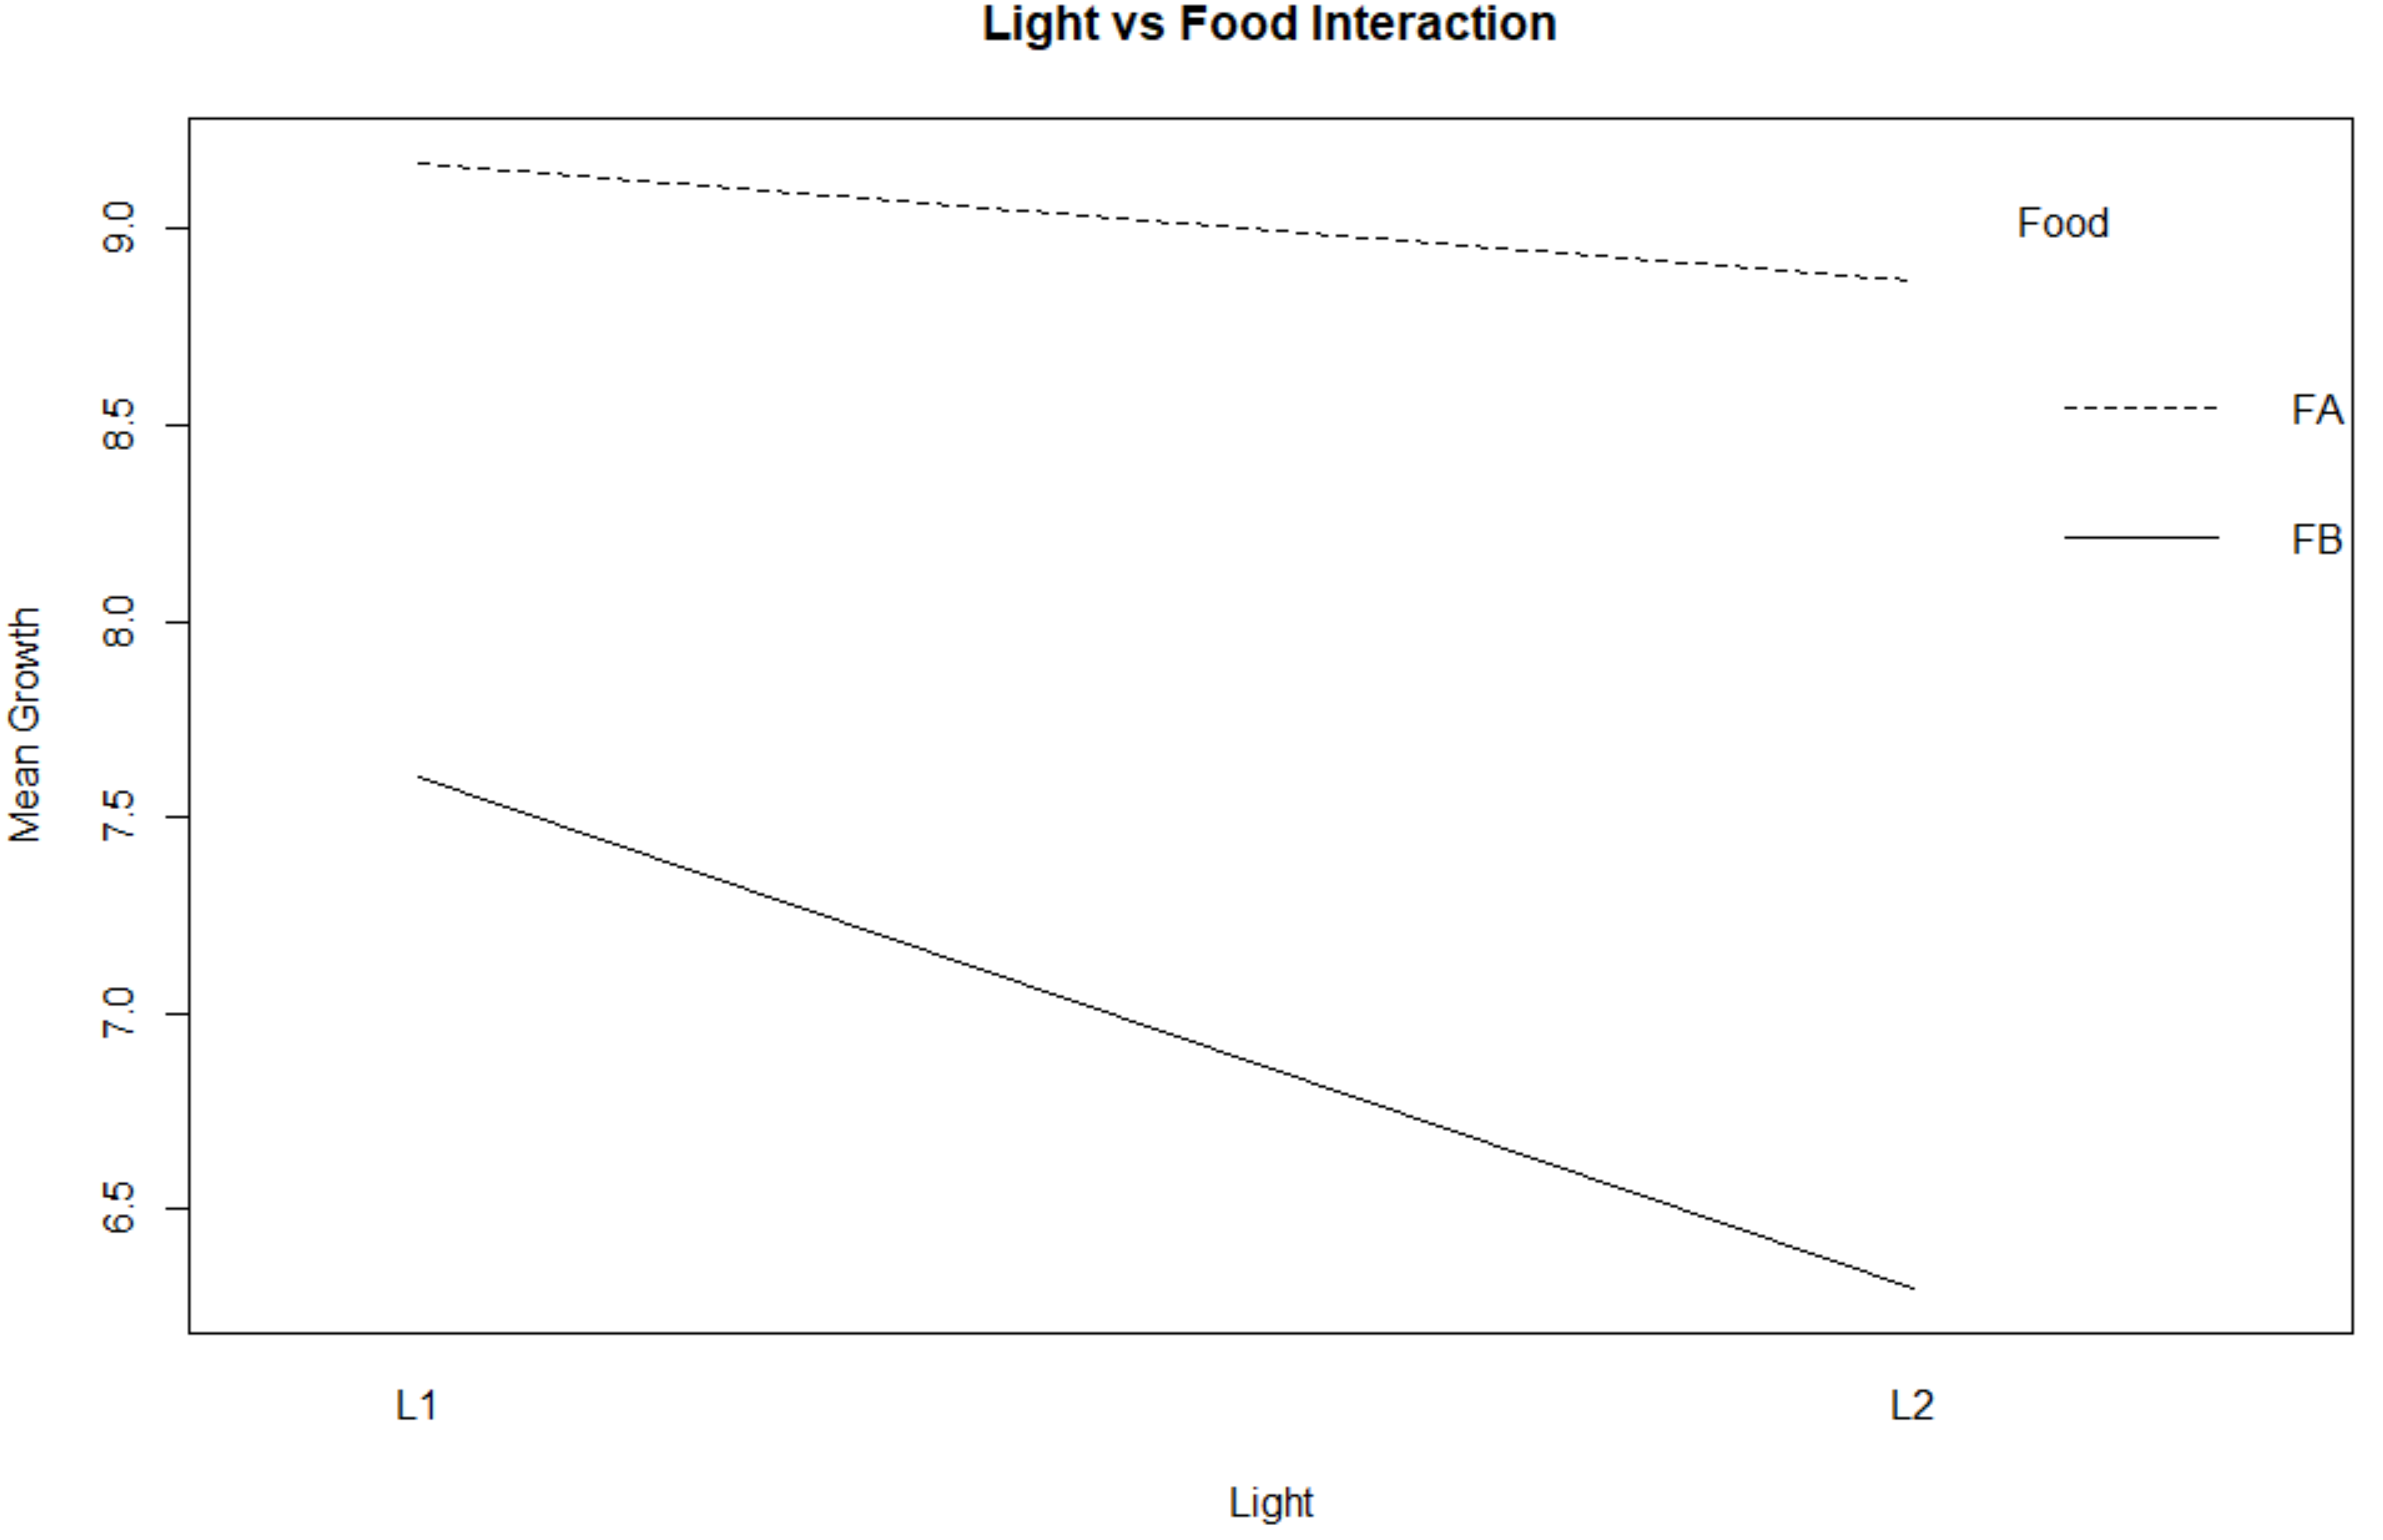 Light vs Food Interaction
Mean Growth
9.0
8.5
8.0
7.5
7.0
6.5
Food
FA
FB
L1
L2
Light